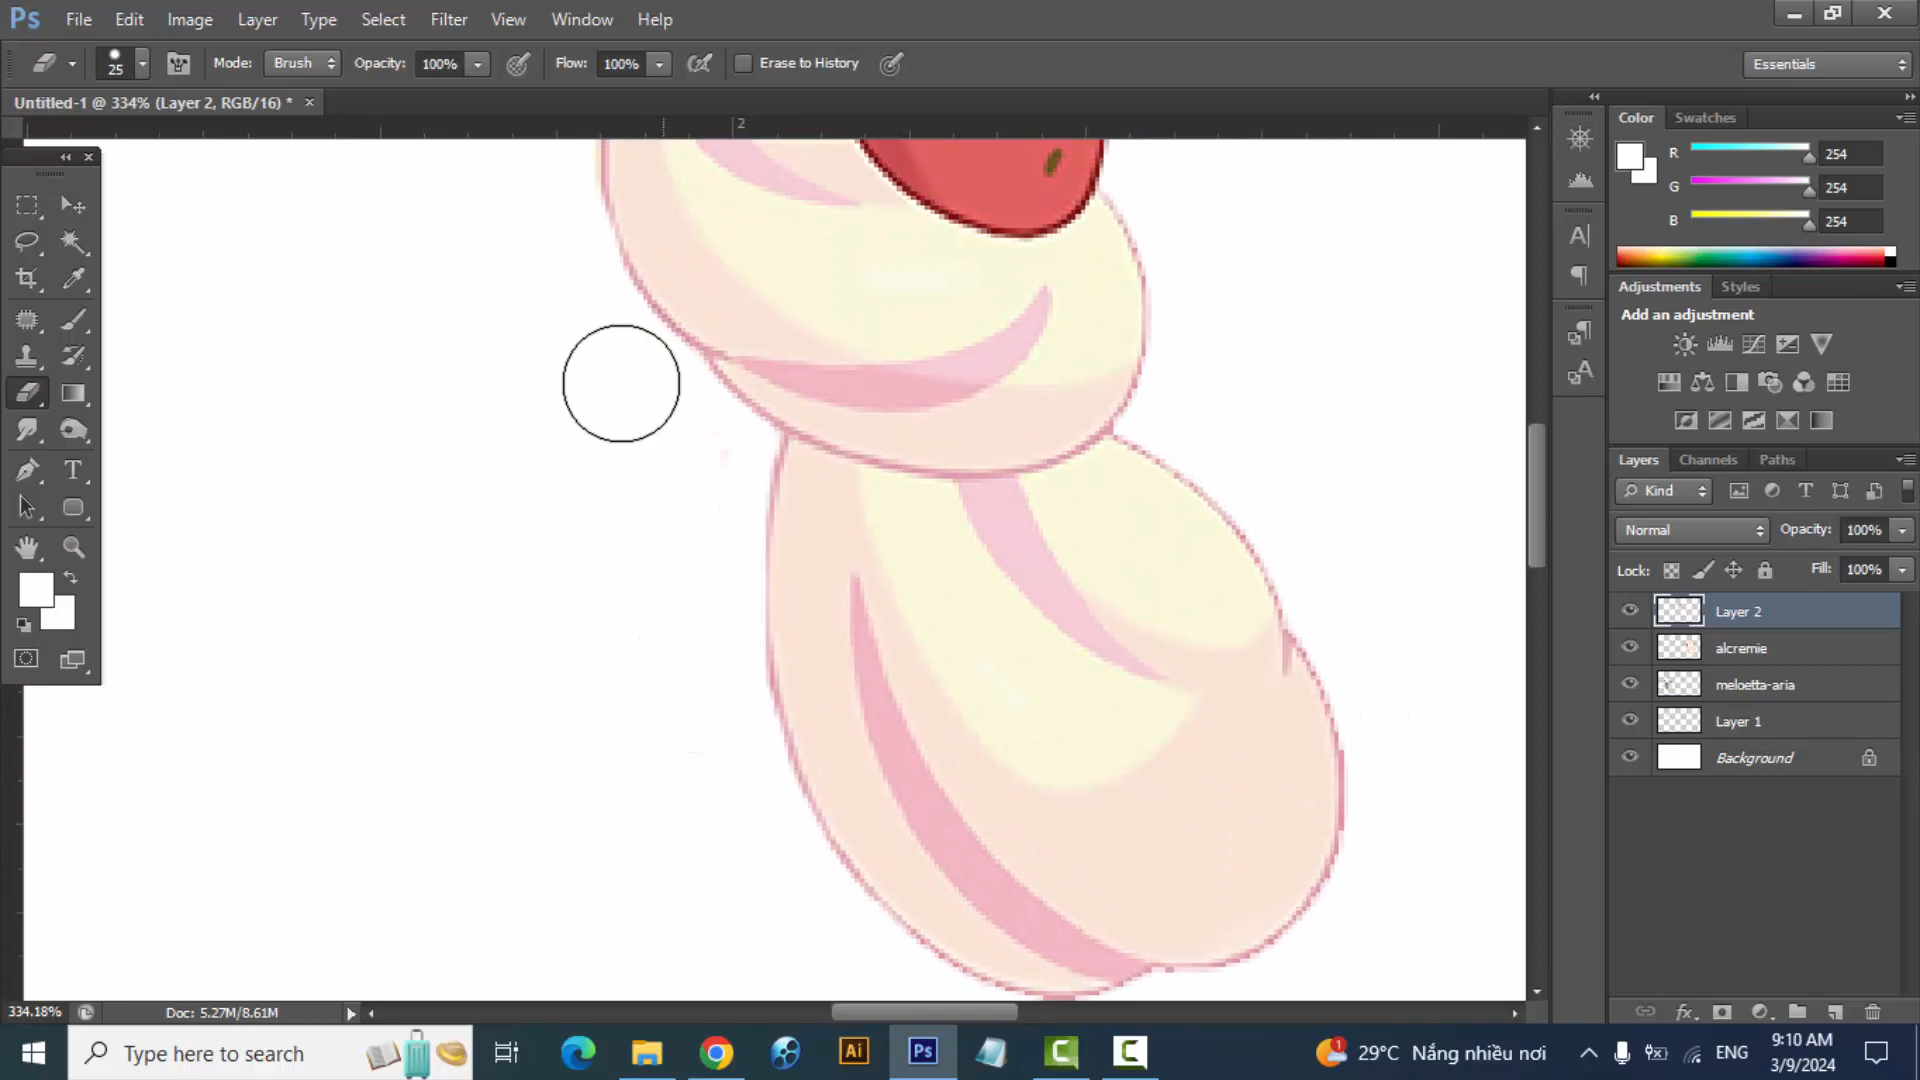 Ps File Edit Image Layer Type Select Filter View Window Help
25 Mode: Brush Opacity: 100% Flow: 100% Erase to History Essentials
Untitled-1 @ 334% (Layer 2, RGB/16) * ×
2
Color Swatches
R 254
G 254
B 254
Adjustments Styles
Add an adjustment
Layers Channels Paths
Kind
Normal Opacity: 100%
Lock: Fill: 100%
Layer 2
alcremie
meloetta-aria
Layer 1
Background
334.18% Doc: 5.27M/8.61M
Type here to search
Ai Ps
1 29°C Nắng nhiều nơi ENG
9:10 AM
3/9/2024